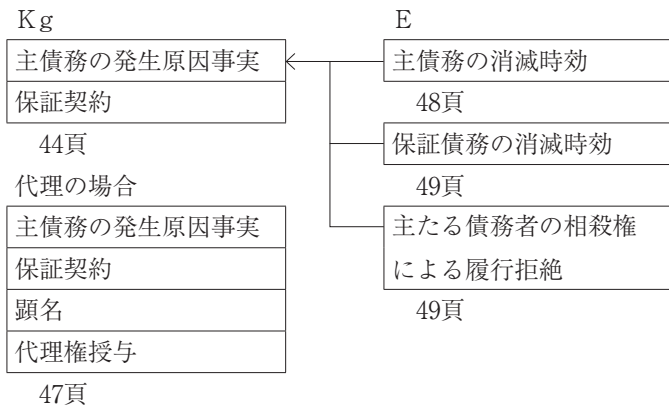 Ｋｇ
主債務の発生原因事実
保証契約
44頁
代理の場合
主債務の発生原因事実
保証契約
顕名
代理権授与
47頁
Ｅ
主債務の消滅時効
48頁
保証債務の消滅時効
49頁
主たる債務者の相殺権
による履行拒絶
49頁